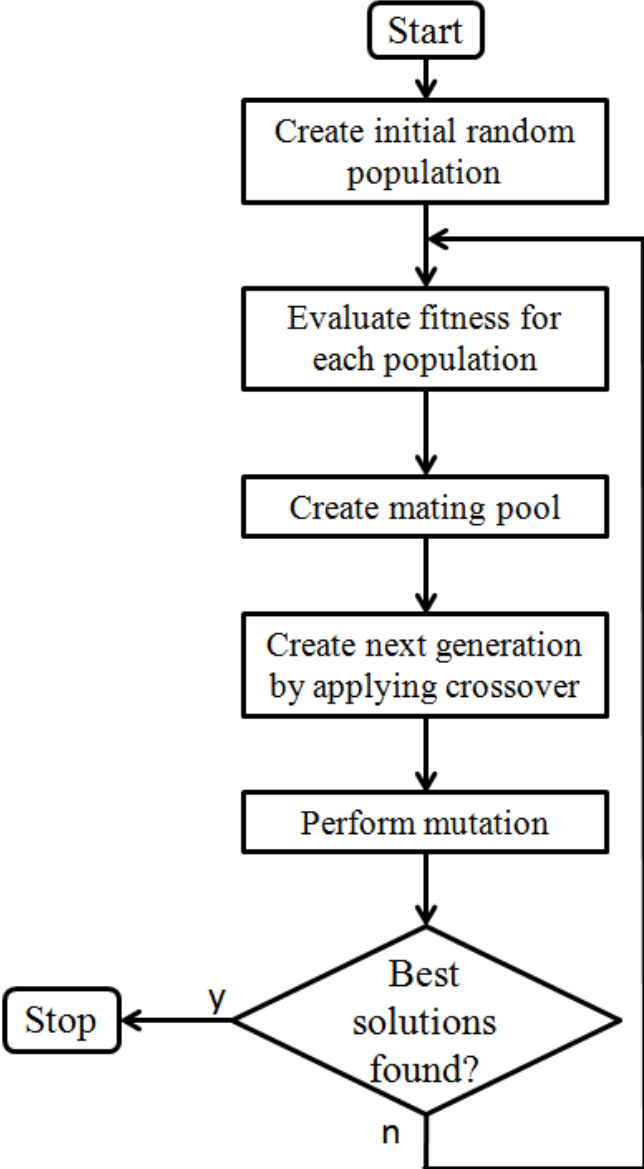 Start
Create initial random
population
Evaluate fitness for
each population
Create mating pool
Create next generation
by applying crossover
Perform mutation
Best
solutions
found?
y
Stop
n